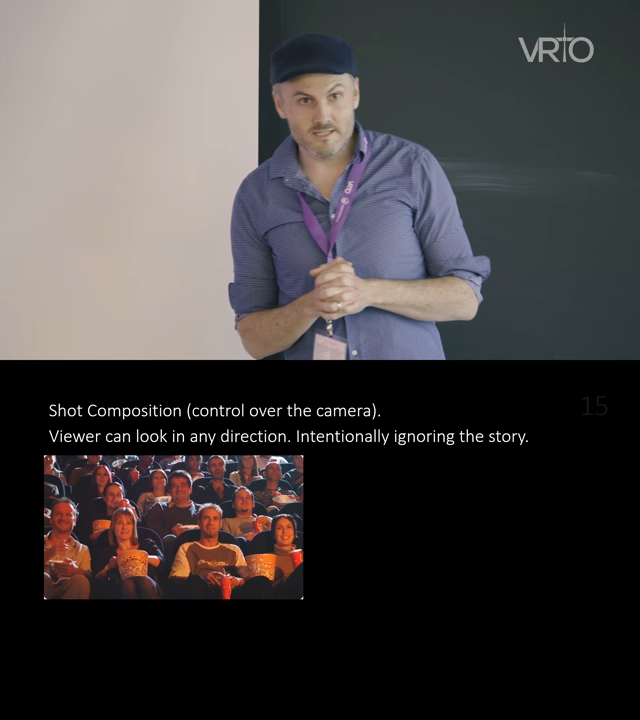 VRTO
Shot Composition (control over the camera).
15
Viewer can look in any direction. Intentionally ignoring the story.